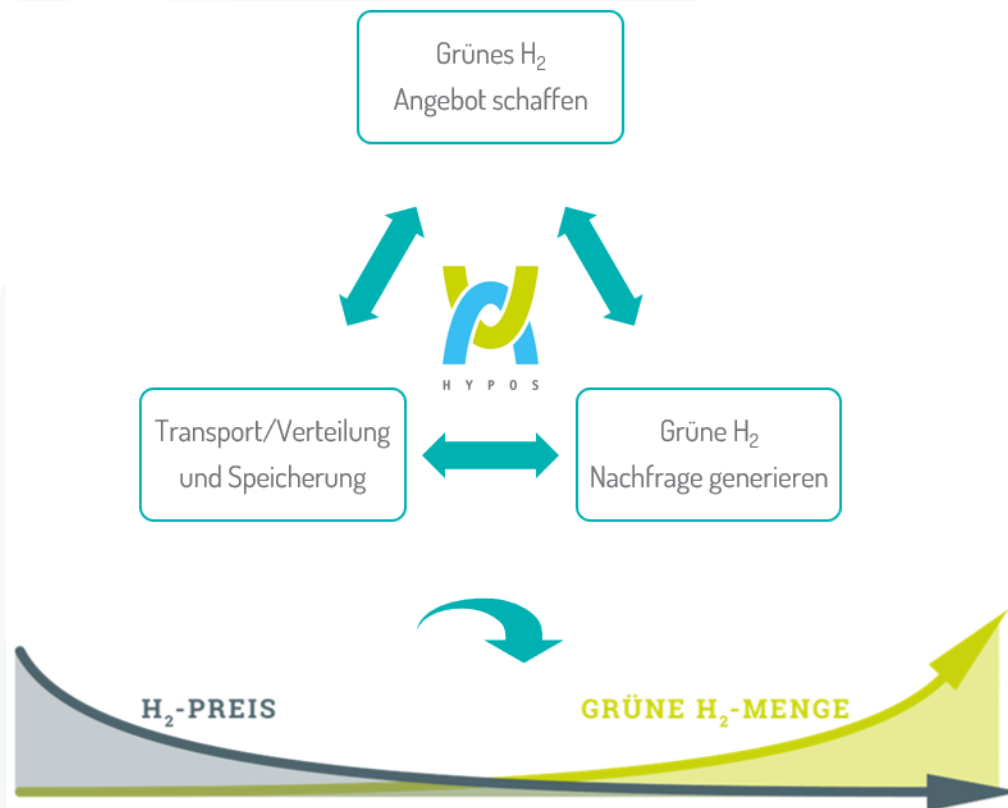 Grünes H₂
Angebot schaffen
HYPOS
Transport/Verteilung
und Speicherung
Grüne H₂
Nachfrage generieren
H₂-PREIS
GRÜNE H₂-MENGE